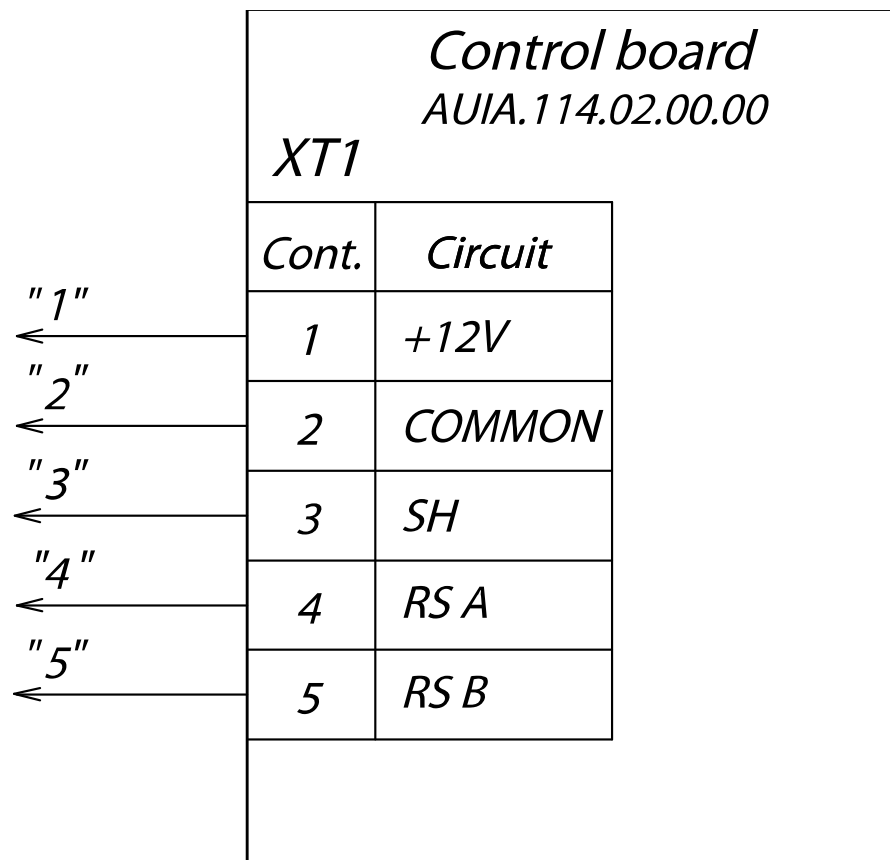 Control board
AUIA.114.02.00.00
XT1
Cont. Circuit
"1"
1 +12V
"2"
2 COMMON
"3"
3 SH
"4"
4 RS A
"5"
5 RS B